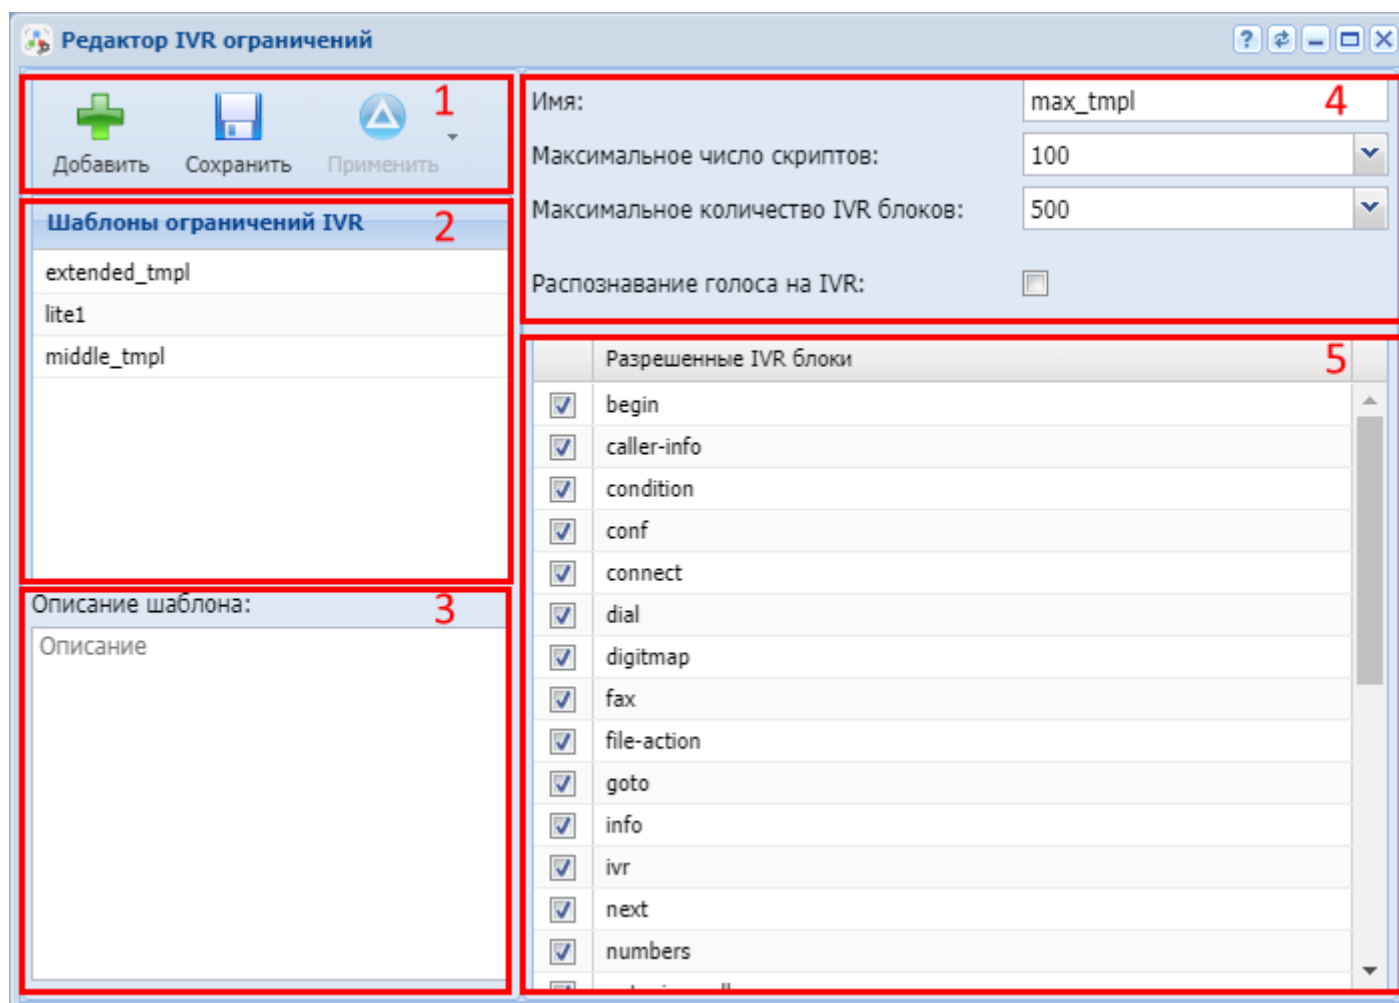 Редактор IVR ограничений
1
Добавить Сохранить Применить
Шаблоны ограничений IVR 2
extended_tmpl
lite1
middle_tmpl
Описание шаблона: 3
Описание
Имя: max_tmpl 4
Максимальное число скриптов: 100
Максимальное количество IVR блоков: 500
Распознавание голоса на IVR:
Разрешенные IVR блоки 5
begin
caller-info
condition
conf
connect
dial
digitmap
fax
file-action
goto
info
ivr
next
numbers